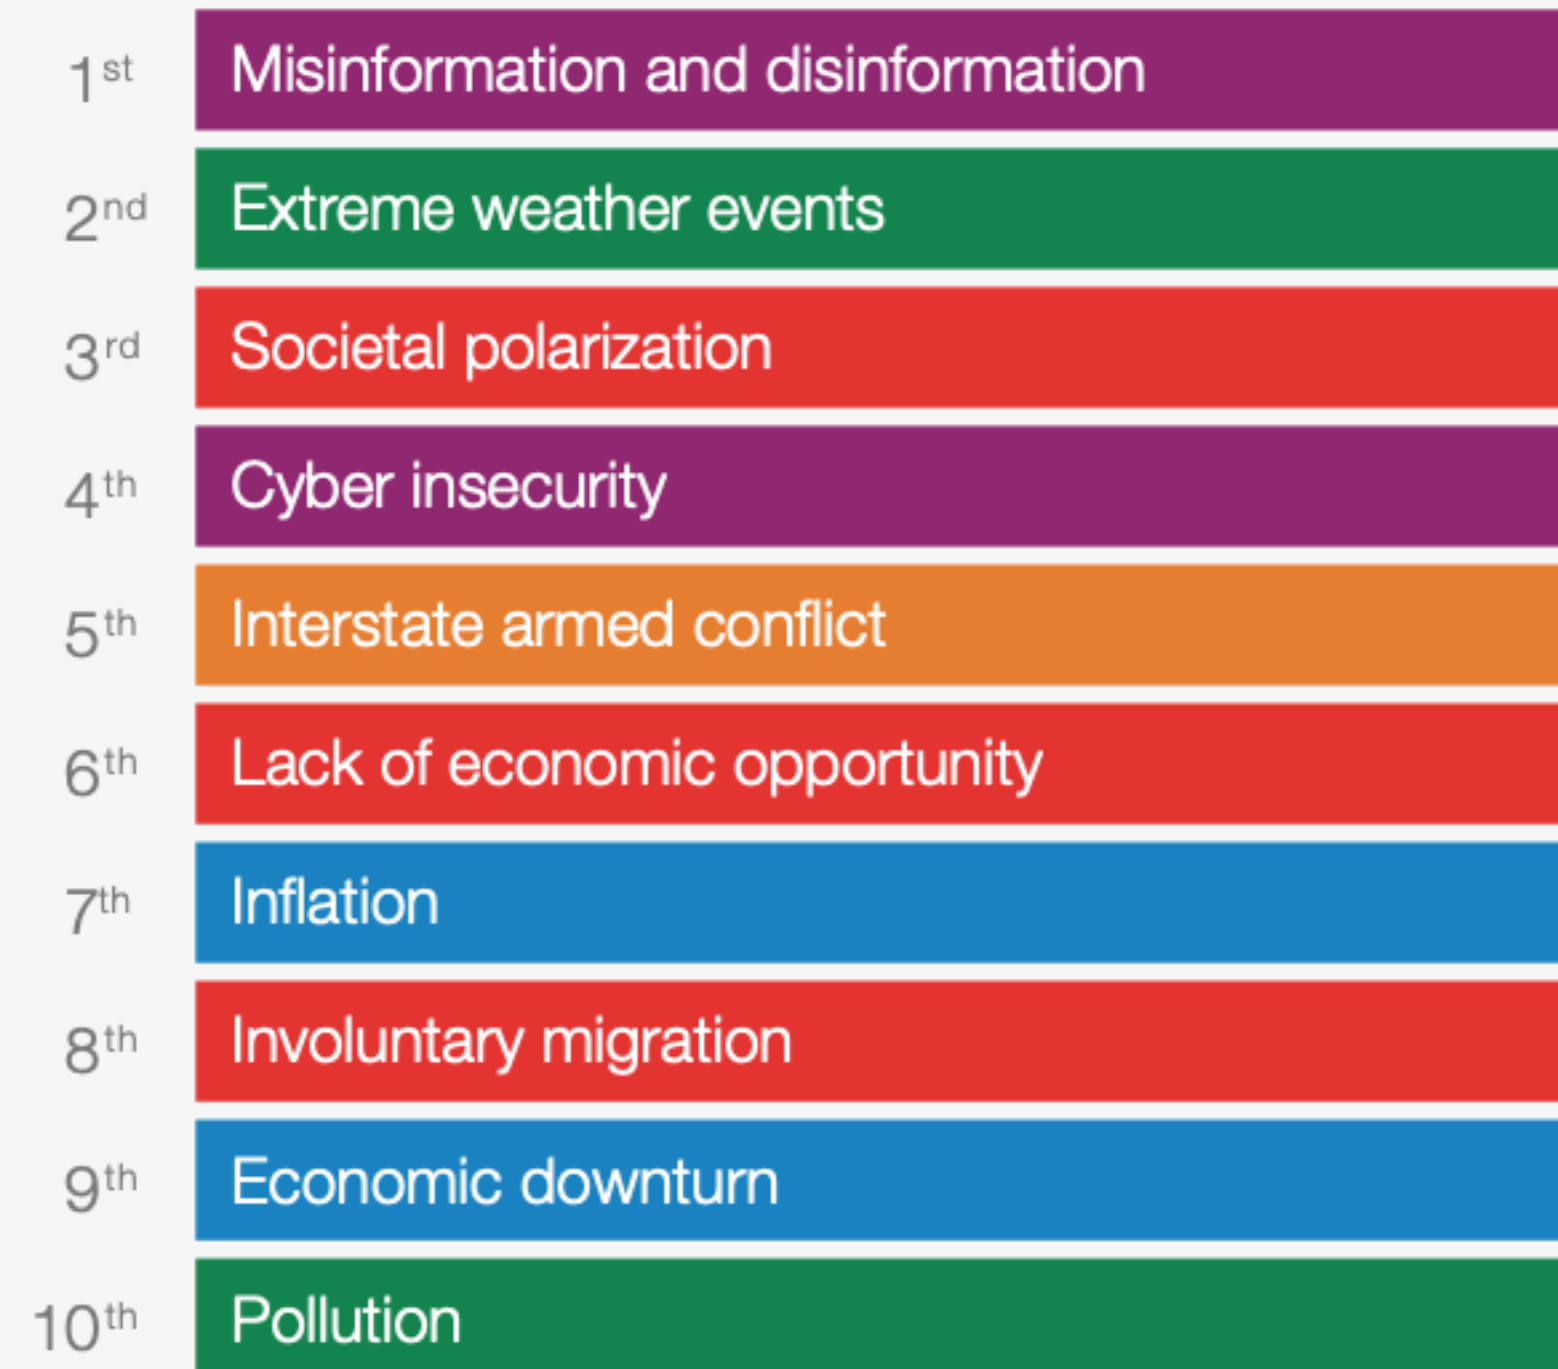 1st Misinformation and disinformation
2nd Extreme weather events
3rd Societal polarization
4th Cyber insecurity
5th Interstate armed conflict
6th Lack of economic opportunity
7th Inflation
8th Involuntary migration
9th Economic downturn
10th Pollution